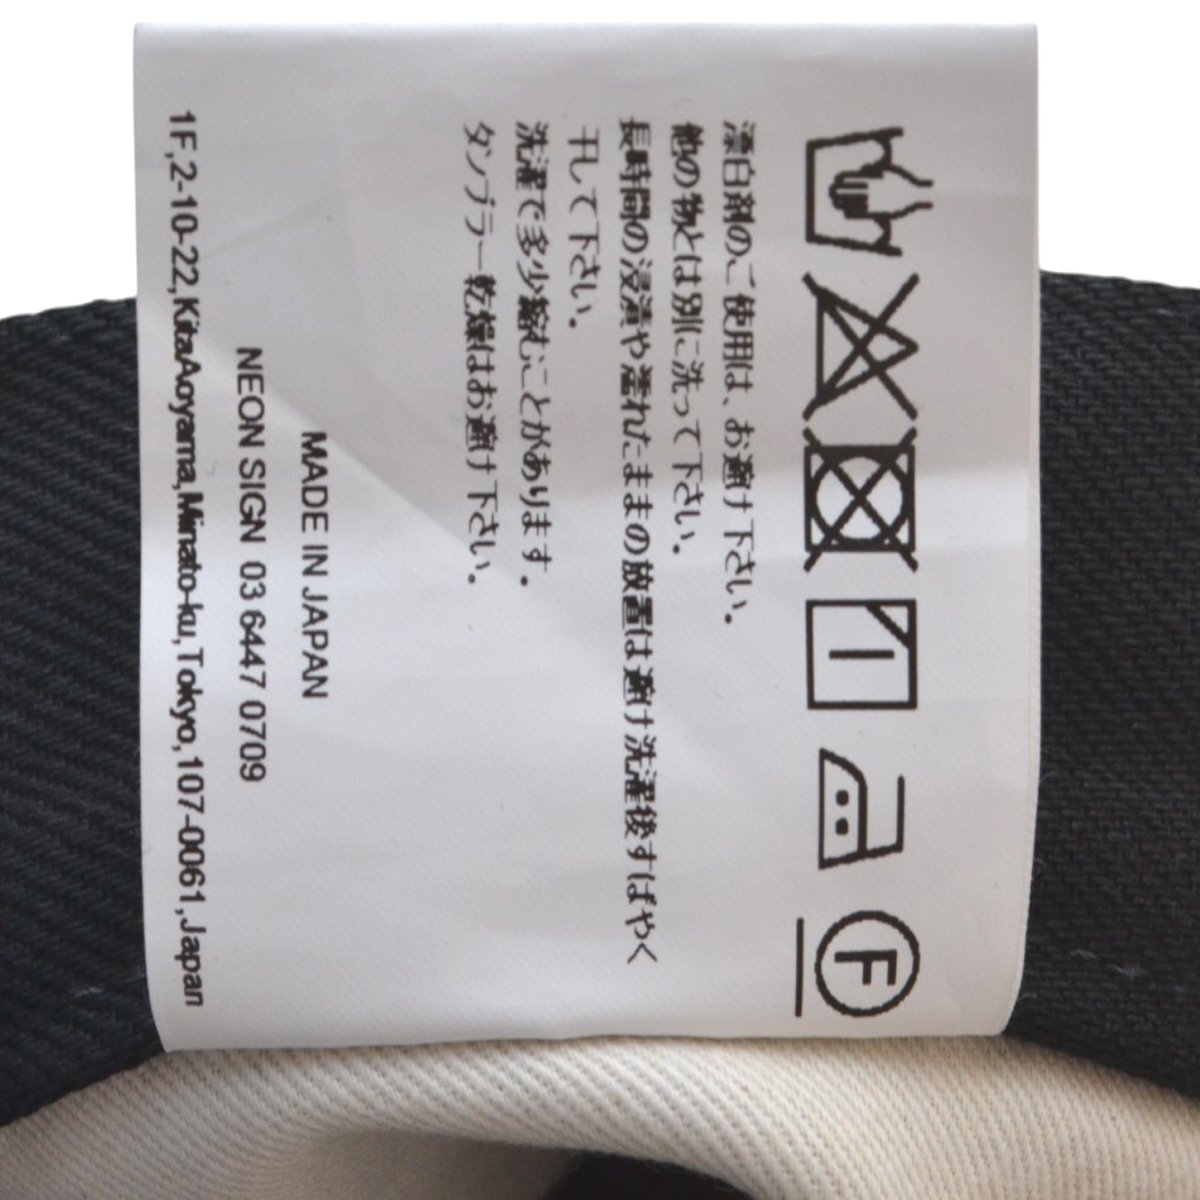 F
漂白剤のご使用は、お避け下さい。
他の物とは別に洗って下さい。
長時間の浸漬や濡れたままの放置は避け洗濯後すばやく
干して下さい。
洗濯で多少縮むことがあります。
タンブラー乾燥はお避け下さい。
MADE IN JAPAN
NEON SIGN 03 6447 0709
1F,2-10-22,KitaAoyama,Minato-ku,Tokyo,107-0061,Japan